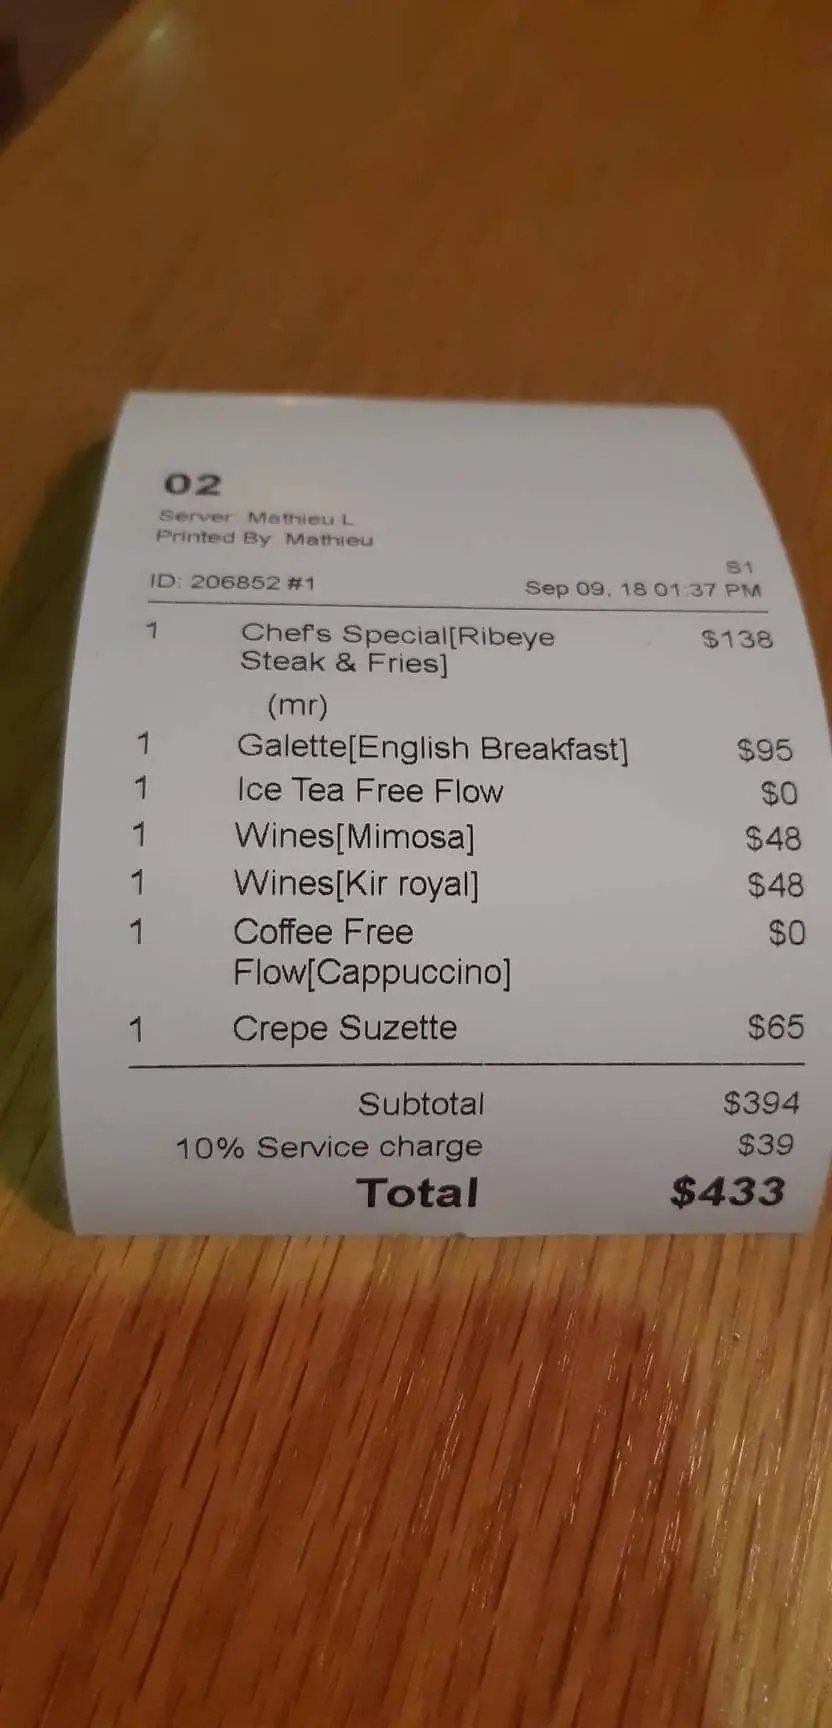 02
Server: Mathieu L
Printed By: Mathieu
S1
ID: 206852 #1 Sep 09, 18 01:37 PM
1 Chef's Special[Ribeye $138
Steak & Fries]
(mr)
1 Galette[English Breakfast] $95
1 Ice Tea Free Flow $0
1 Wines[Mimosa] $48
1 Wines[Kir royal] $48
1 Coffee Free $0
Flow[Cappuccino]
1 Crepe Suzette $65
Subtotal $394
10% Service charge $39
Total $433